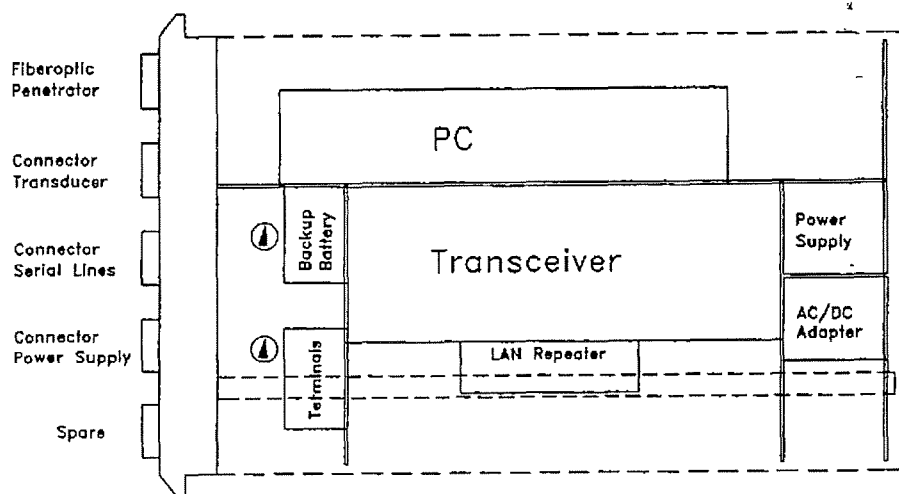 Fiberoptic
Penetrator
Connector
Transducer
Connector
Serial Lines
Connector
Power Supply
Spare
PC
Backup
Battery
Transceiver
Power
Supply
AC/DC
Adapter
LAN Repeater
Terminals